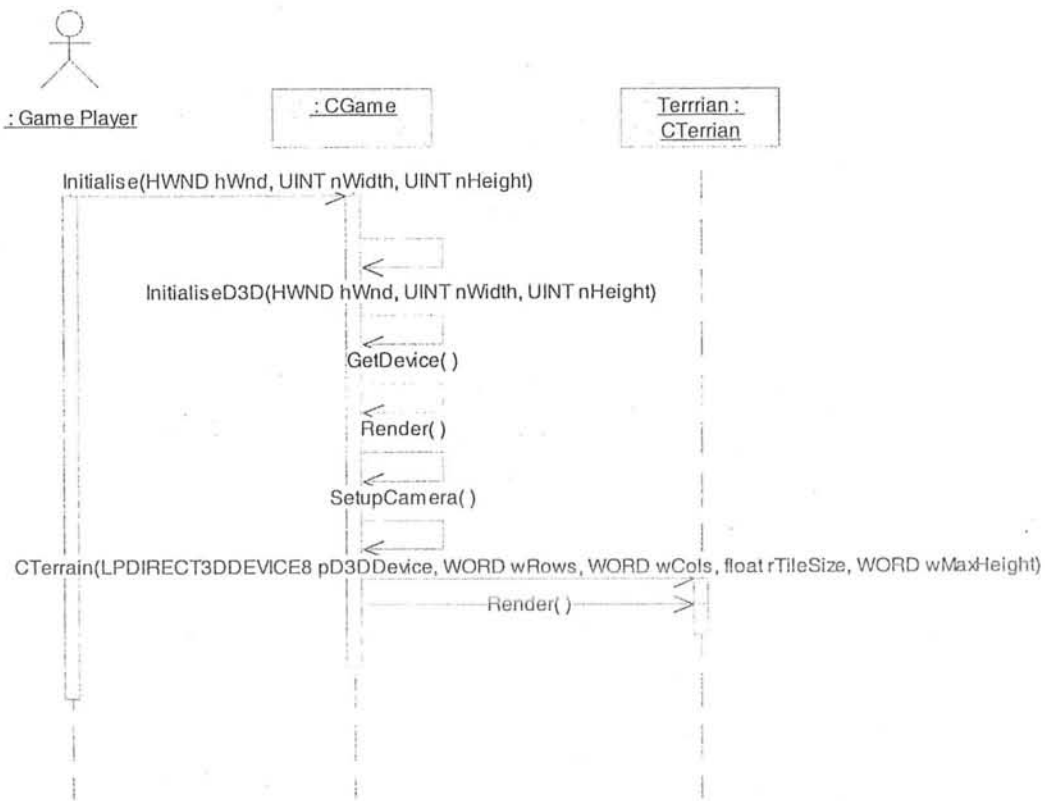 : Game Player
: CGame
Terrrian :
CTerrian
Initialise(HWND hWnd, UINT nWidth, UINT nHeight)
InitialiseD3D(HWND hWnd, UINT nWidth, UINT nHeight)
GetDevice( )
Render( )
SetupCamera( )
CTerrain(LPDIRECT3DDEVICE8 pD3DDevice, WORD wRows, WORD wCols, float rTileSize, WORD wMaxHeight)
Render( )